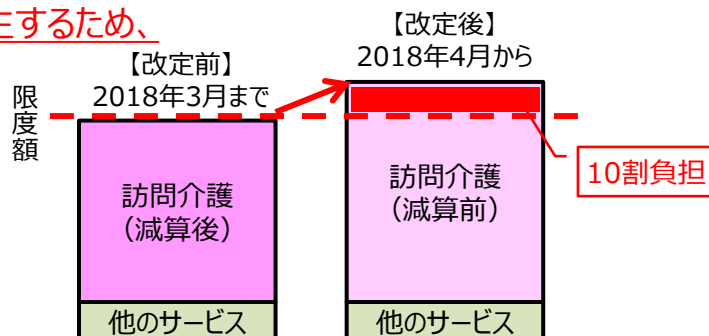 するため、
【改定前】
2018年3月まで
【改定後】
2018年4月から
限度額
訪問介護
（減算後）
訪問介護
（減算前）
10割負担
他のサービス
他のサービス